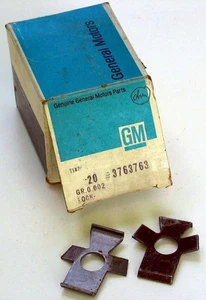 General Motors
Genuine General Motors Parts
GM
20 3763763
GR 0.602
LOCK